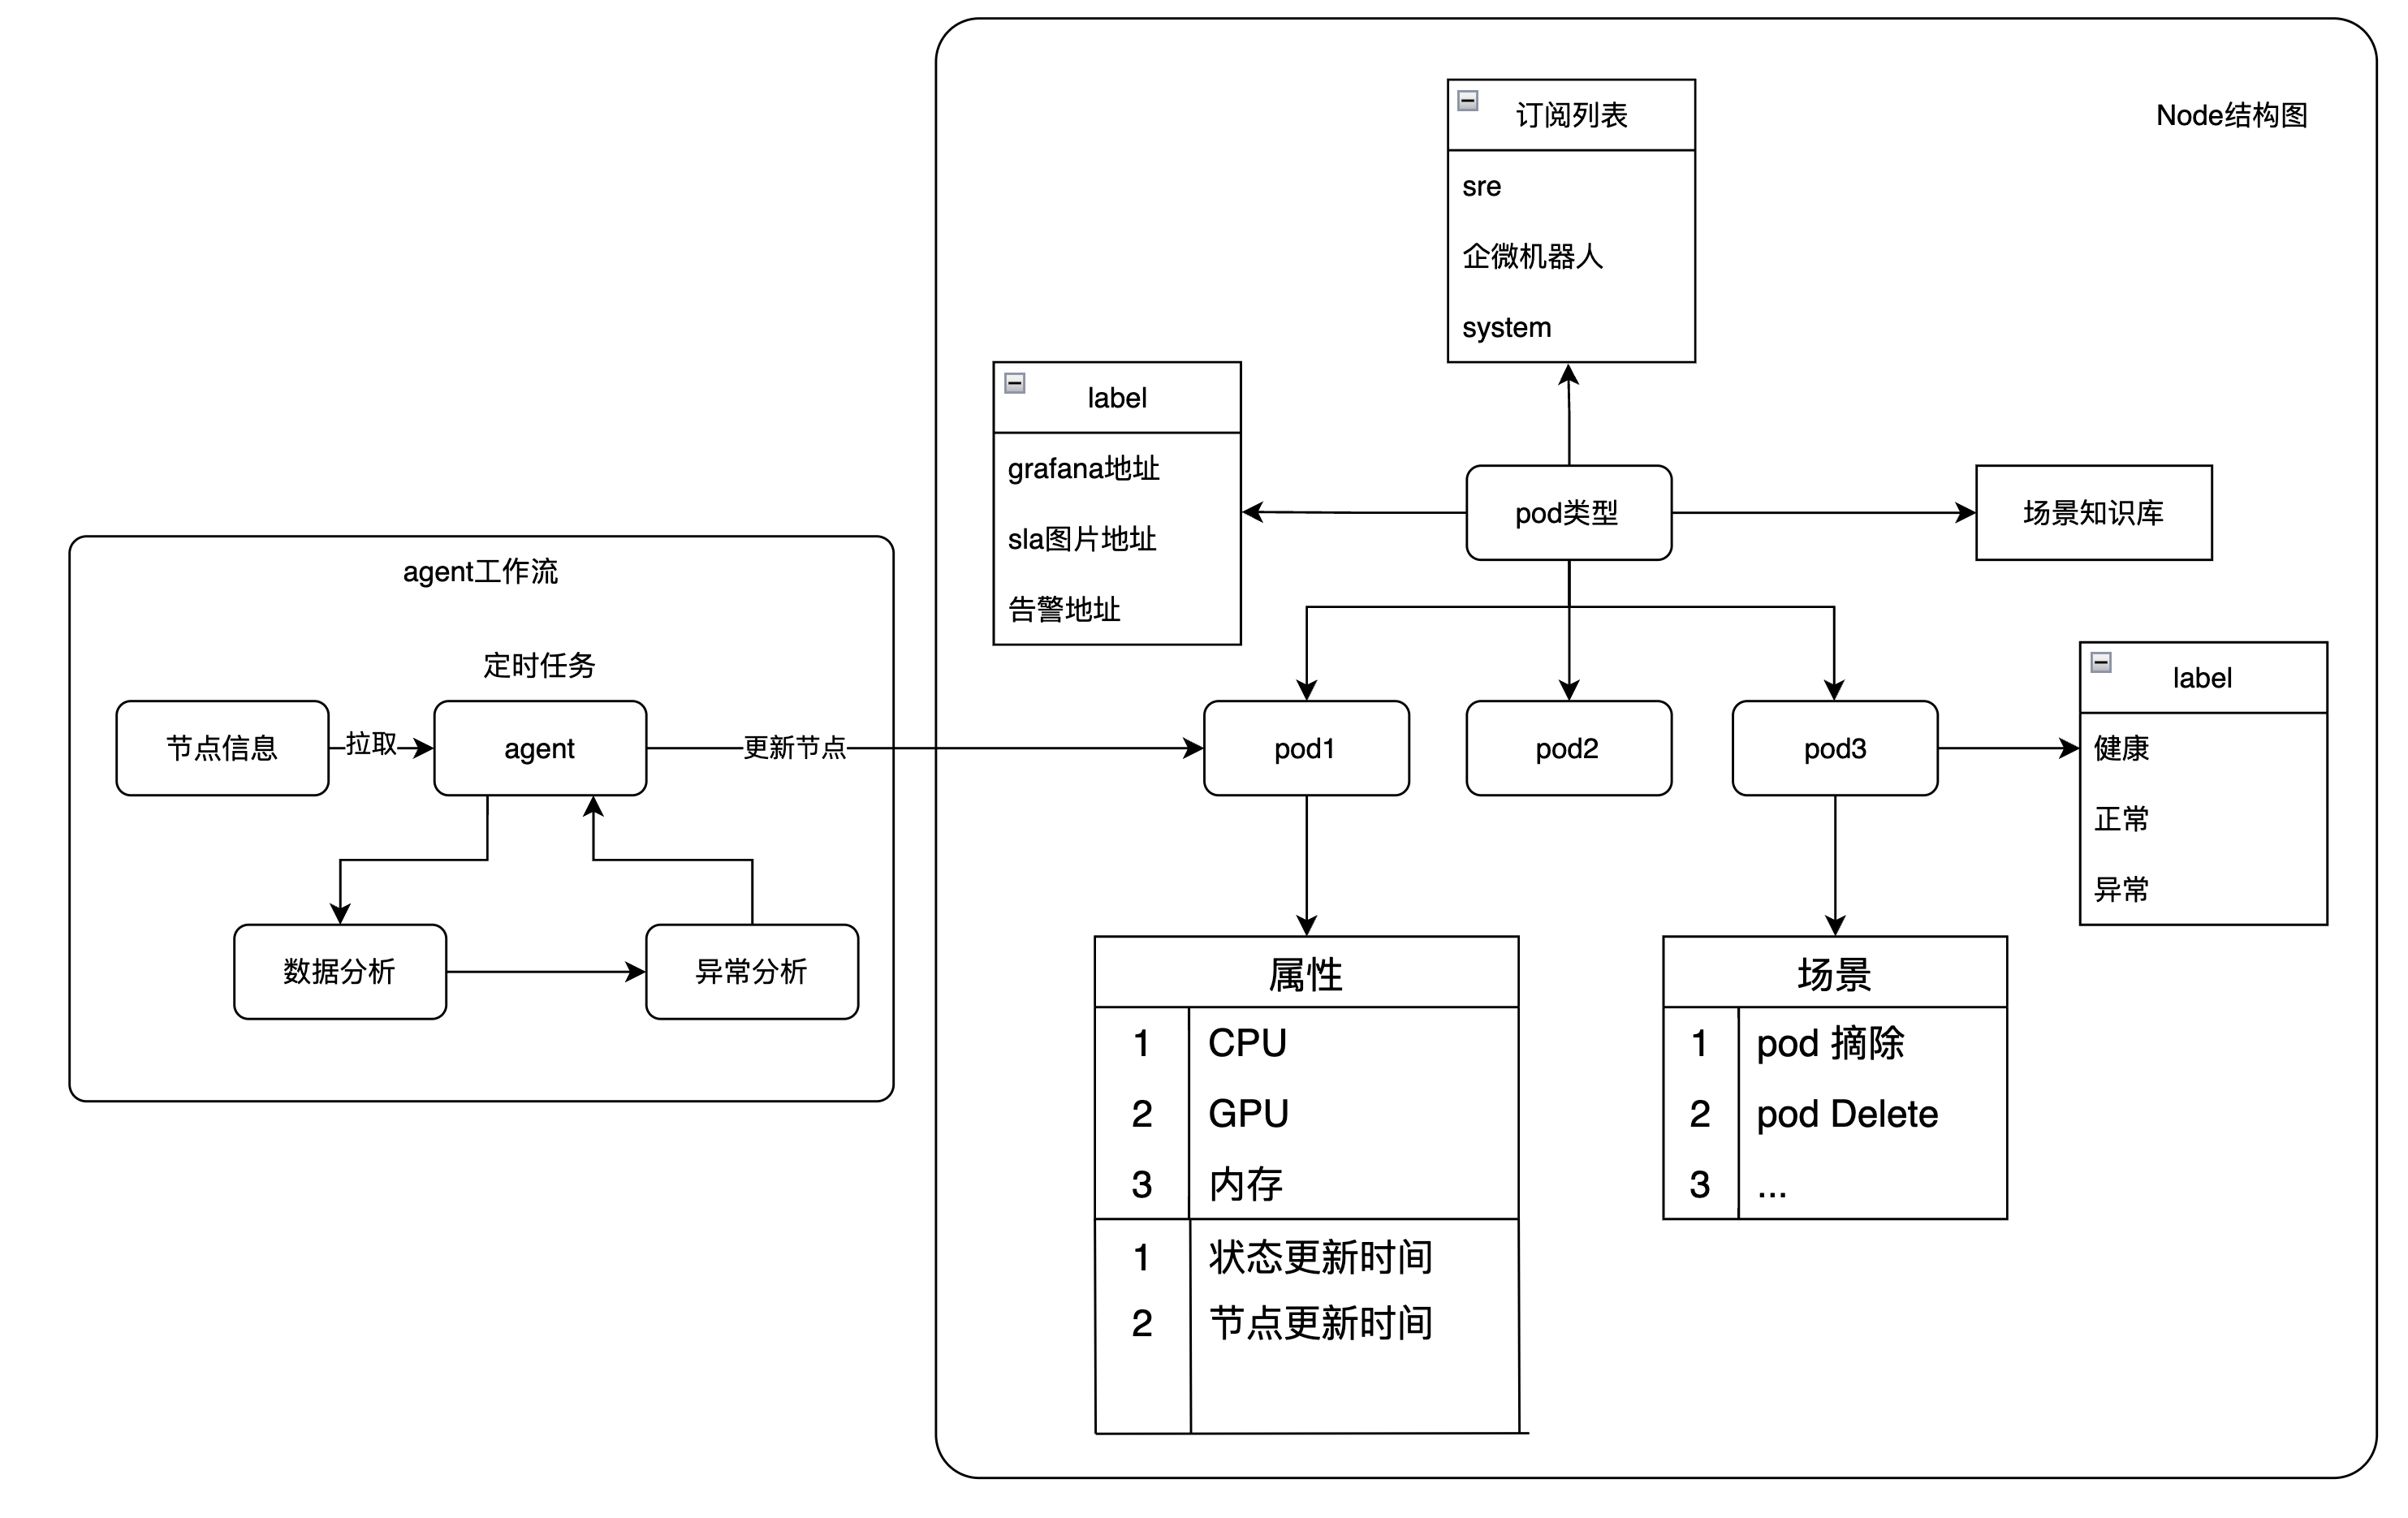 Node结构图
订阅列表
sre
企微机器人
system
label
grafana地址
sla图片地址
告警地址
pod类型
场景知识库
agent工作流
定时任务
节点信息
拉取
agent
更新节点
数据分析
异常分析
pod1
pod2
pod3
label
健康
正常
异常
属性
1 CPU
2 GPU
3 内存
1 状态更新时间
2 节点更新时间
场景
1 pod 摘除
2 pod Delete
3 ...